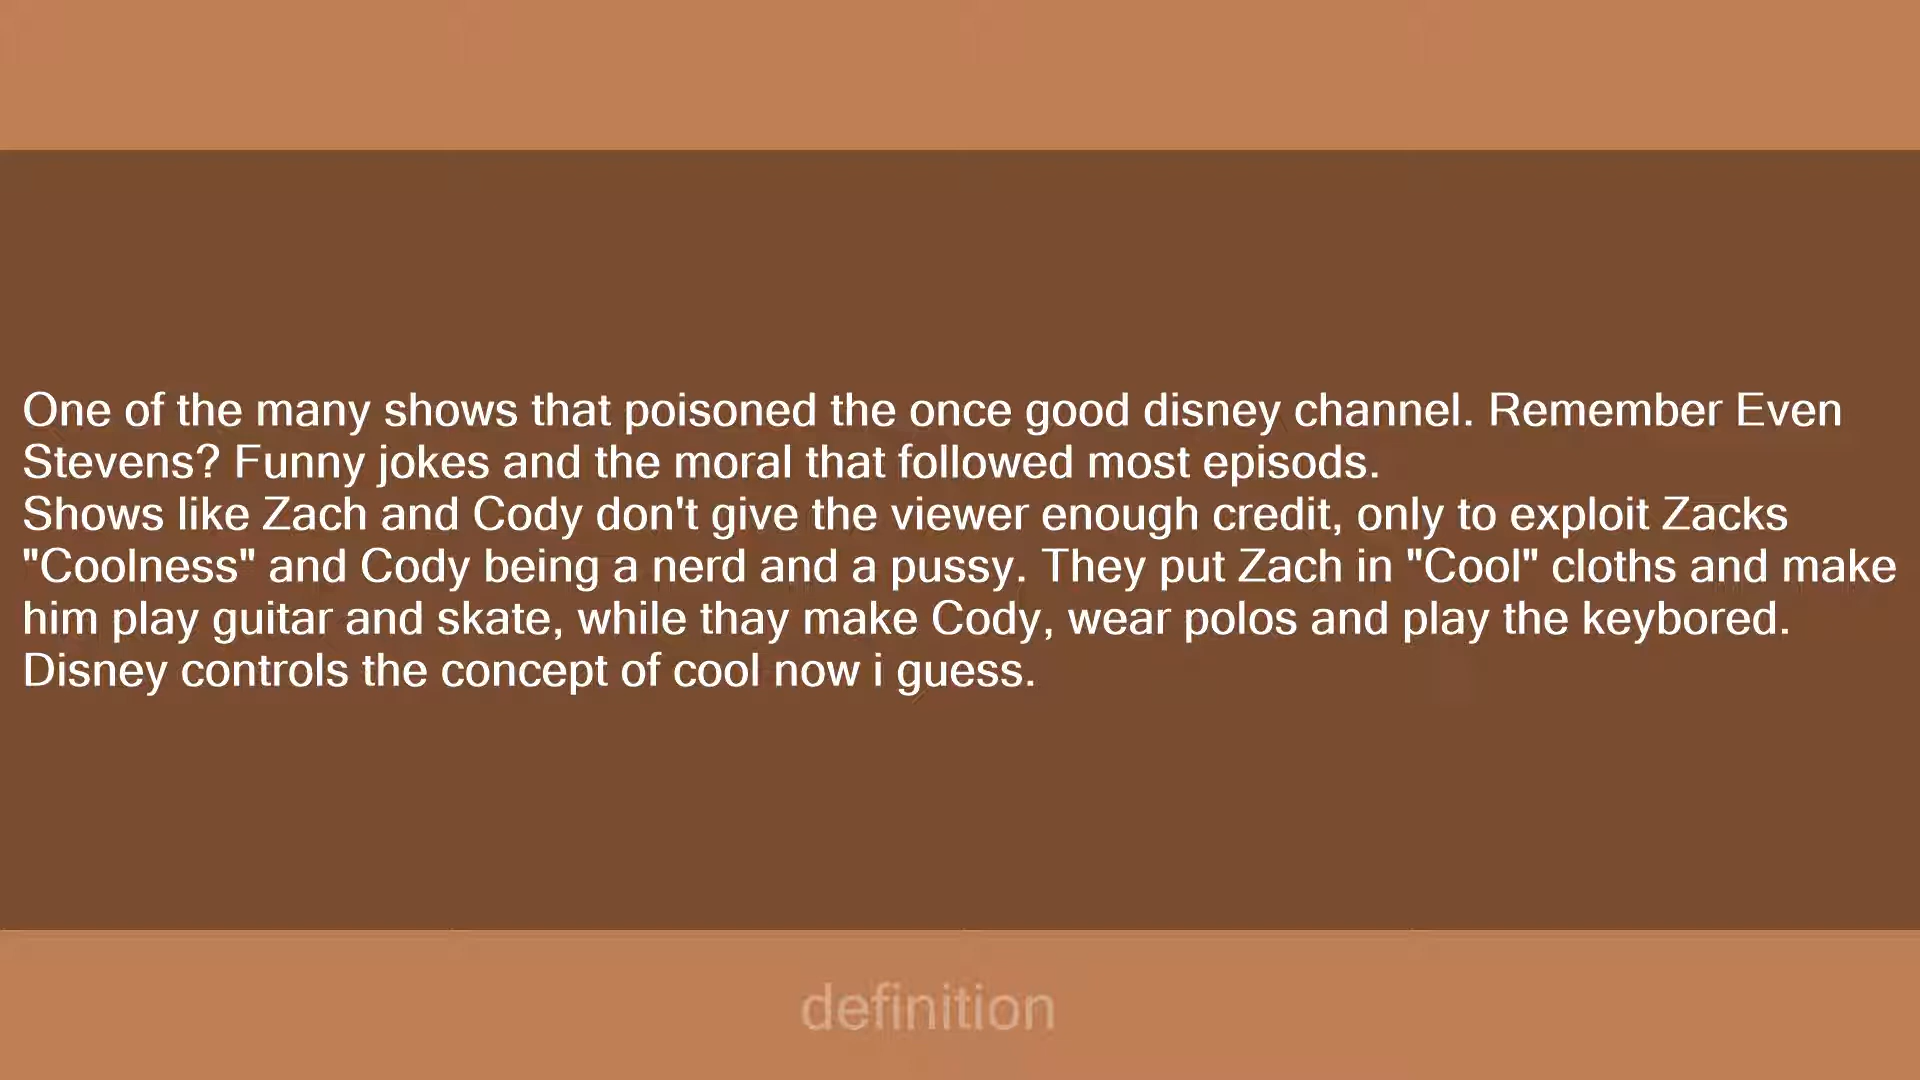 One of the many shows that poisoned the once good disney channel. Remember Even
Stevens? Funny jokes and the moral that followed most episods.
Shows like Zach and Cody don't give the viewer enough credit, only to exploit Zacks
"Coolness" and Cody being a nerd and a pussy. They put Zach in "Cool" cloths and make
him play guitar and skate, while thay make Cody, wear polos and play the keybored.
Disney controls the concept of cool now i guess.
definition